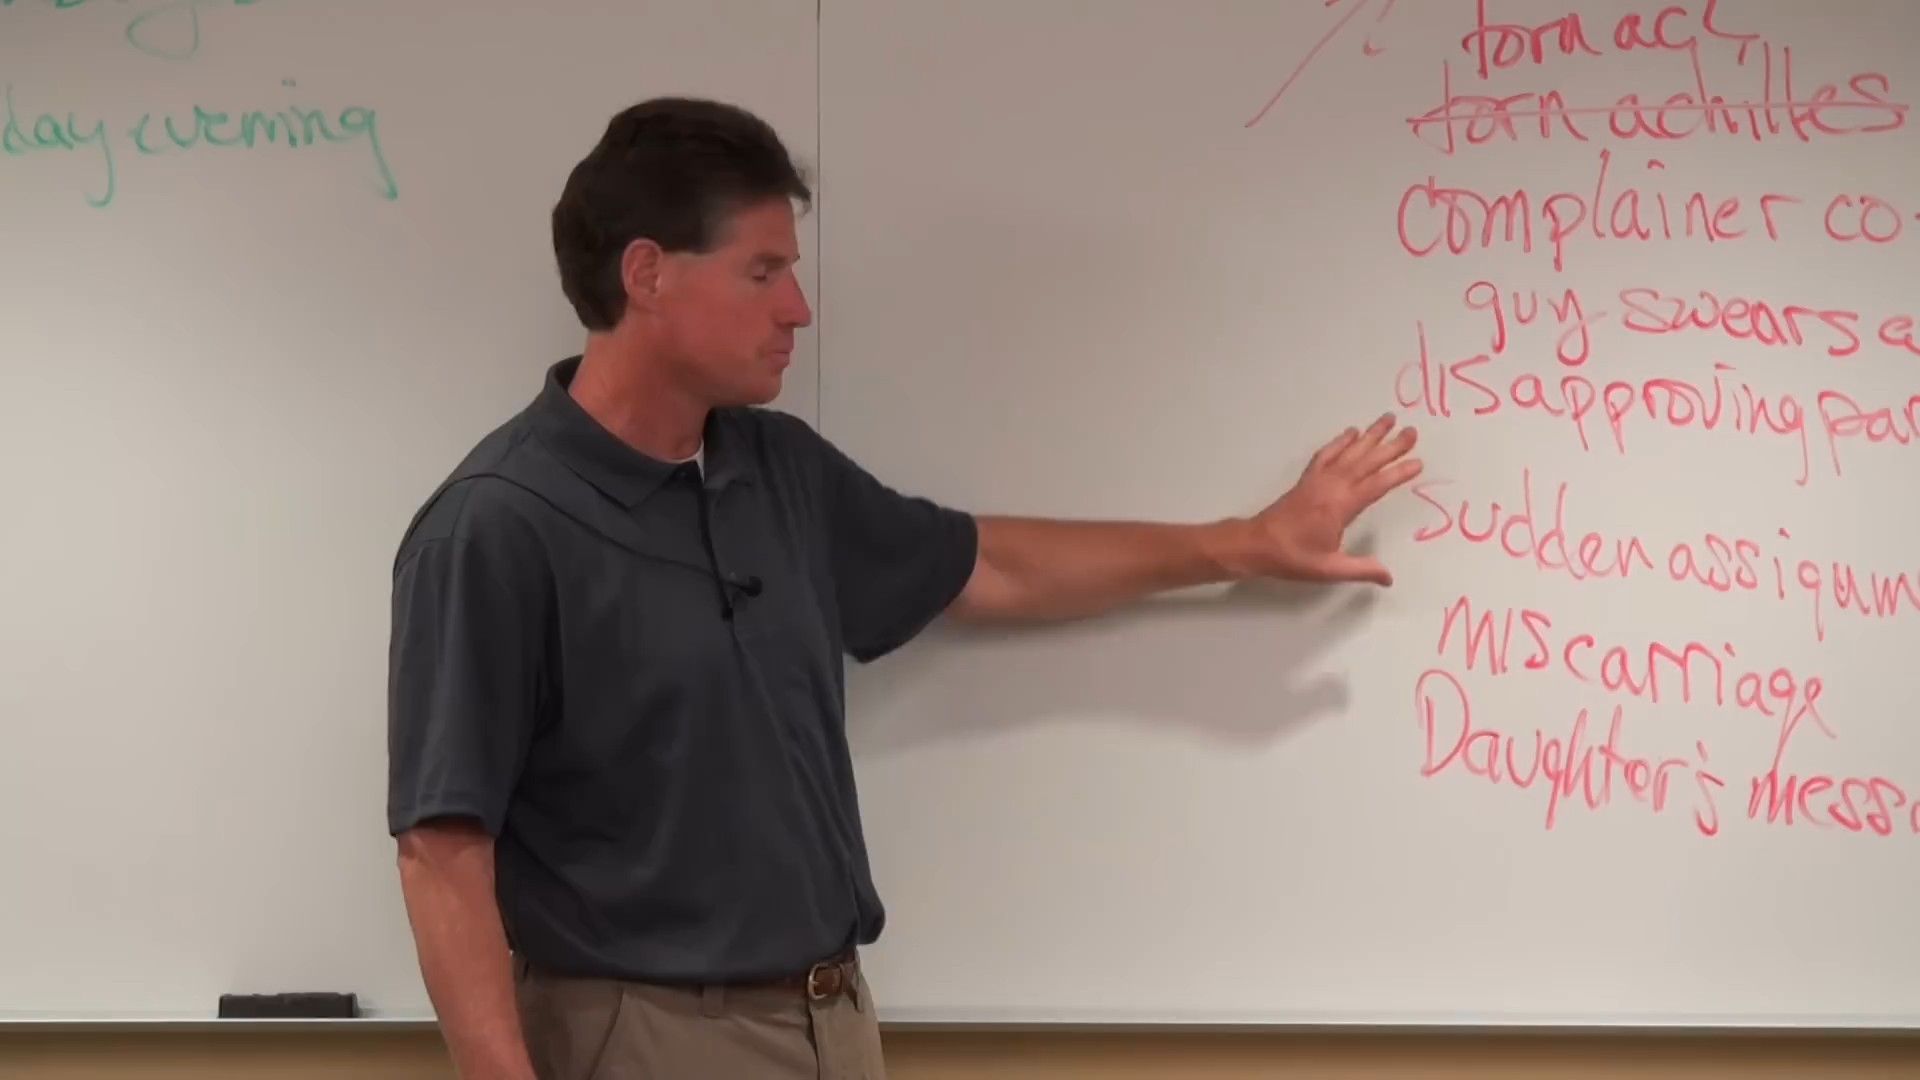 day evening
torn acl
torn achilles
complainer co-
guy swears a
disapproving par
sudden assignm
miscarriage
Daughter's messa